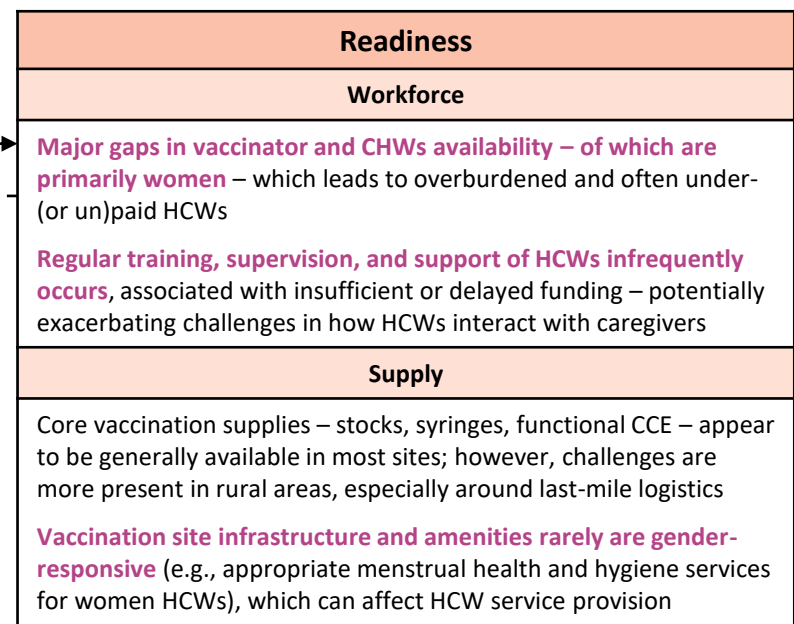 Readiness
Workforce
Major gaps in vaccinator and CHWs availability – of which are
primarily women – which leads to overburdened and often under-
(or un)paid HCWs
Regular training, supervision, and support of HCWs infrequently
occurs, associated with insufficient or delayed funding – potentially
exacerbating challenges in how HCWs interact with caregivers
Supply
Core vaccination supplies – stocks, syringes, functional CCE – appear
to be generally available in most sites; however, challenges are
more present in rural areas, especially around last-mile logistics
Vaccination site infrastructure and amenities rarely are gender-
responsive (e.g., appropriate menstrual health and hygiene services
for women HCWs), which can affect HCW service provision